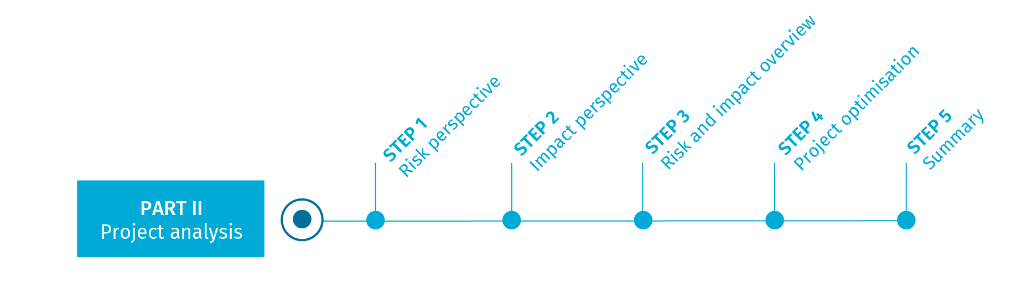 PART II
Project analysis
STEP 1
Risk perspective
STEP 2
Impact perspective
STEP 3
Risk and impact overview
STEP 4
Project optimisation
STEP 5
Summary